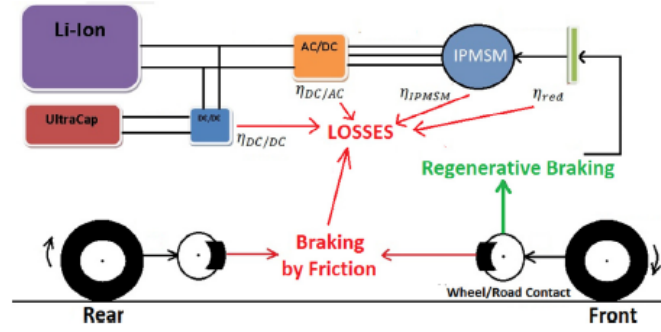 Li-Ion
AC/DC
IPMSM
UltraCap
DC/DC
η_DC/DC
η_DC/AC
η_IPMSM
η_red
LOSSES
Regenerative Braking
Braking
by Friction
Wheel/Road Contact
Rear
Front